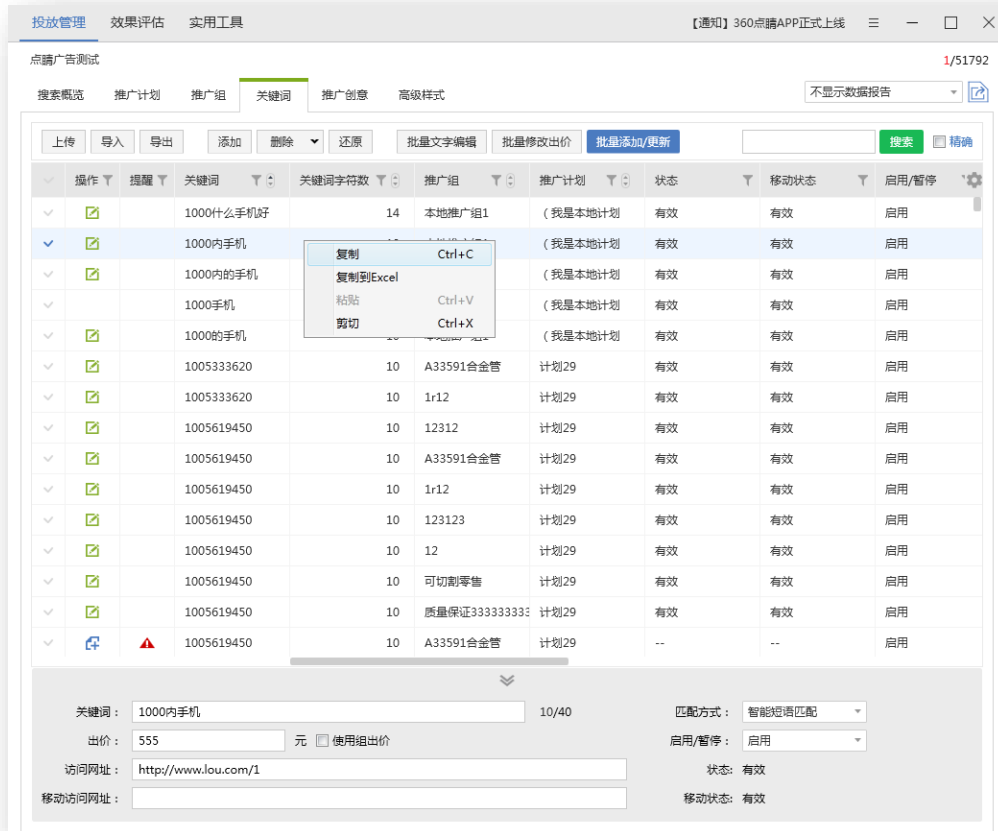 投放管理 效果评估 实用工具 【通知】360点睛APP正式上线
点睛广告测试 1/51792
搜索概览 推广计划 推广组 关键词 推广创意 高级样式 不显示数据报告
上传 导入 导出 添加 删除 还原 批量文字编辑 批量修改出价 批量添加/更新 搜索 精确
操作 提醒 关键词 关键词字符数 推广组 推广计划 状态 移动状态 启用/暂停
1000什么手机好 14 本地推广组1 (我是本地计划 有效 有效 启用
1000内手机 (我是本地计划 有效 有效 启用
复制 Ctrl+C
1000内的手机 (我是本地计划 有效 有效 启用
复制到Excel
1000手机 (我是本地计划 有效 有效 启用
粘贴 Ctrl+V
剪切 Ctrl+X
1000的手机 (我是本地计划 有效 有效 启用
1005333620 10 A33591合金管 计划29 有效 有效 启用
1005333620 10 1r12 计划29 有效 有效 启用
1005619450 10 12312 计划29 有效 有效 启用
1005619450 10 A33591合金管 计划29 有效 有效 启用
1005619450 10 1r12 计划29 有效 有效 启用
1005619450 10 123123 计划29 有效 有效 启用
1005619450 10 12 计划29 有效 有效 启用
1005619450 10 可切割零售 计划29 有效 有效 启用
1005619450 10 质量保证333333333 计划29 有效 有效 启用
1005619450 10 A33591合金管 计划29 -- -- 启用
关键词： 1000内手机 10/40 匹配方式： 智能短语匹配
出价： 555 元 使用组出价 启用/暂停： 启用
访问网址： http://www.lou.com/1 状态: 有效
移动访问网址： 移动状态: 有效